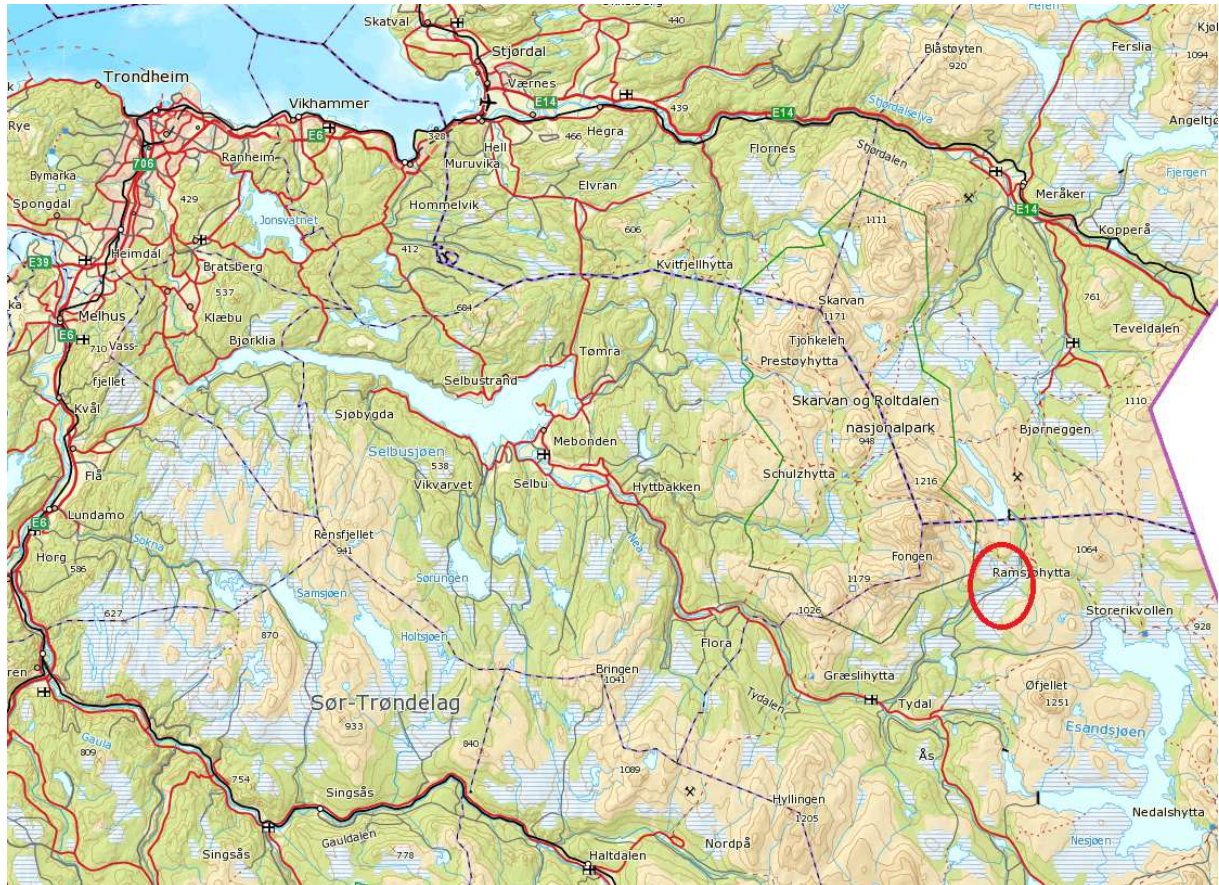 Skatval
440
Feren
Kjøl
Blåstøyten
920
Ferslia
1094
Stjørdal
Trondheim
Værnes
Vikhammer
E14
439
E14
Stjørdalselva
Angeltjø
Rye
E6
328
Hell
466
Hegra
706
Ranheim
Muruvika
Flornes
Stjørdalen
Fjergen
Bymarka
429
Elvran
Meråker
Spongdal
Jonsvatnet
Hommelvik
1111
E14
Kopperå
606
E39
Heimdal
Bratsberg
412
Kvitfjellhytta
537
Skarvan
1171
761
Melhus
Klæbu
684
Teveldalen
E6
710
Vass-
fjellet
Bjørklia
Tømra
Tjohkeleh
Prestøyhytta
Selbustrand
Kvål
Sjøbygda
Skarvan og Roltdalen
nasjonalpark
1110
Mebonden
948
Bjørneggen
Selbusjøen
538
Flå
Vikvarvet
Selbu
Hyttbakken
Schulzhytta
1216
Lundamo
E6
Sokna
Rensfjellet
941
Nea
Horg
586
Fongen
1064
Sørungen
1179
Ramsjøhytta
Samsjøen
627
1026
Storerikvollen
928
870
Holtsjøen
Flora
ren
Bringen
1041
Græslihytta
Sør-Trøndelag
Tydalen
Tydal
Øfjellet
1251
933
Esandsjøen
Gaula
809
840
Ås
754
1089
Singsås
Hyllingen
1205
Nedalshytta
Gauldalen
Nordpå
Nesjøen
Singsås
778
Haltdalen